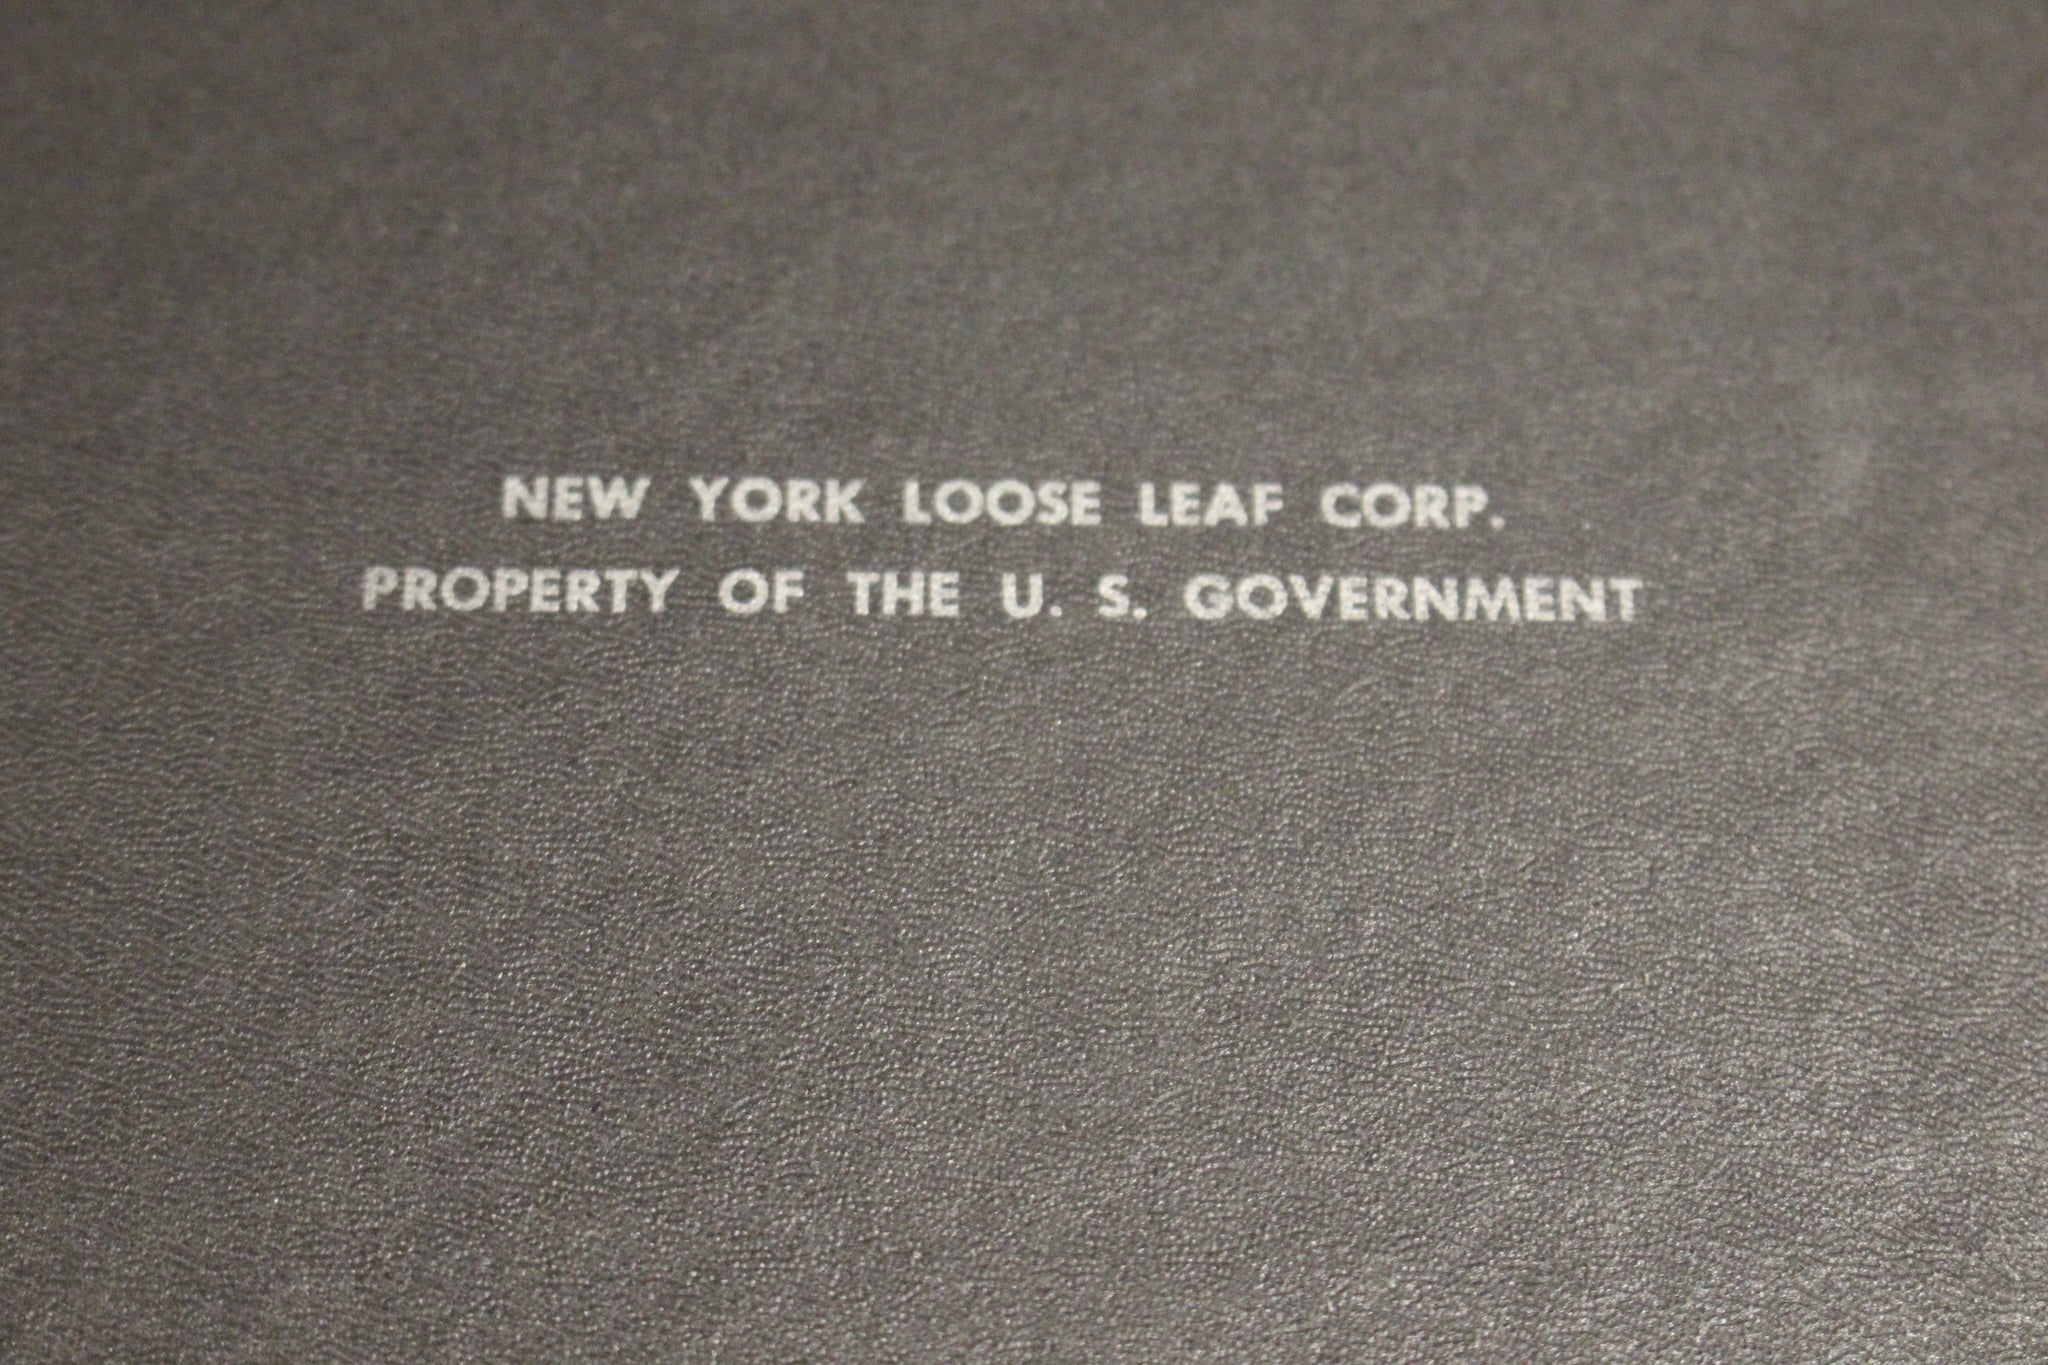 NEW YORK LOOSE LEAF CORP.
PROPERTY OF THE U. S. GOVERNMENT